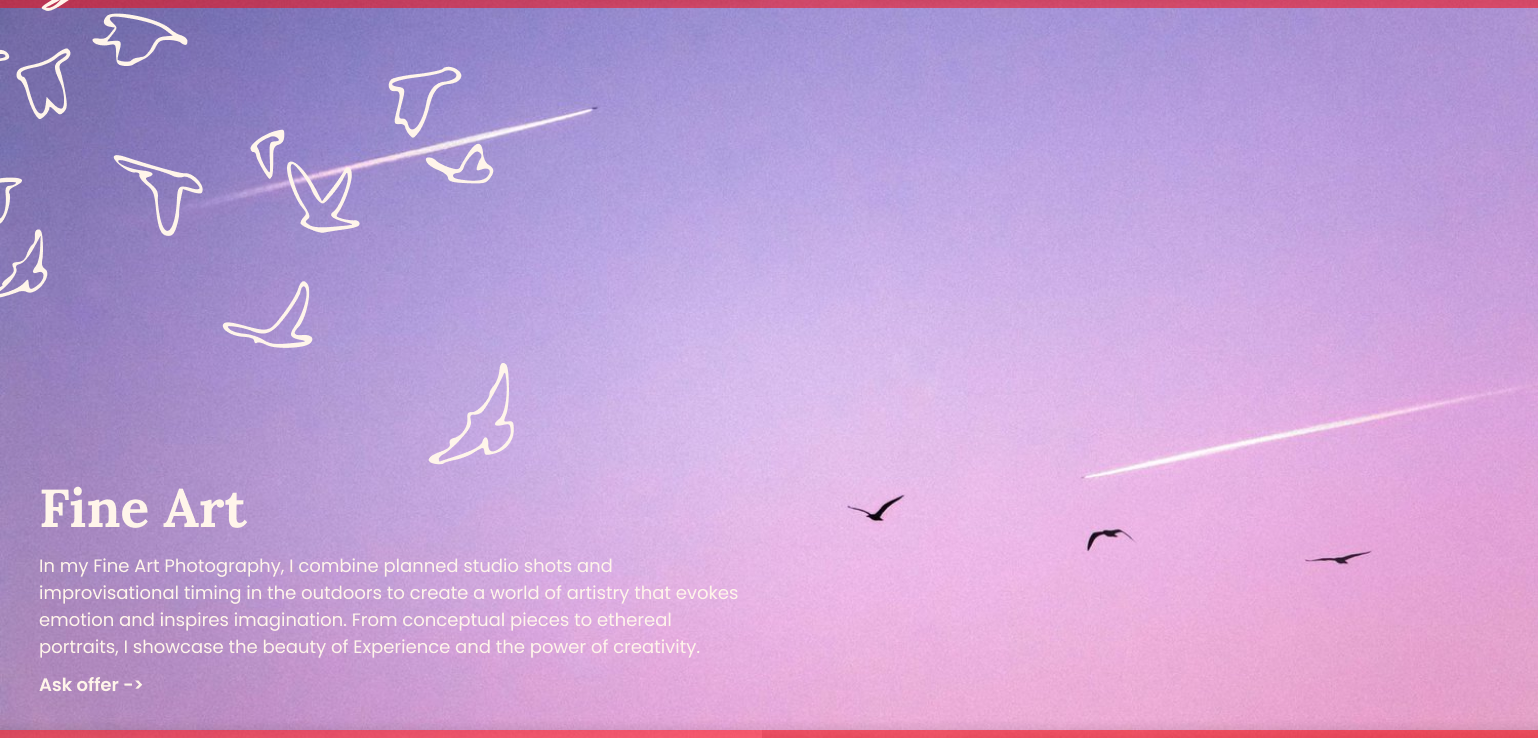 Fine Art
In my Fine Art Photography, I combine planned studio shots and
improvisational timing in the outdoors to create a world of artistry that evokes
emotion and inspires imagination. From conceptual pieces to ethereal
portraits, I showcase the beauty of Experience and the power of creativity.
Ask offer ->